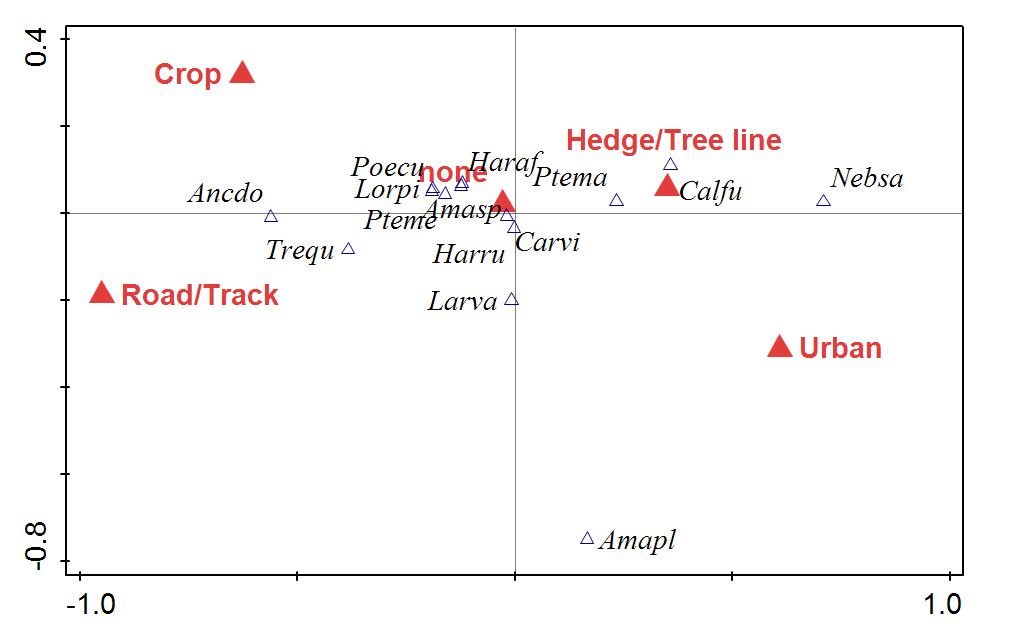 0.4
Crop
Hedge/Tree line
Poecu
none
Haraf
Ptema
Nebsa
Ancdo
Lorpi
Calfu
Pteme
Amasp
Trequ
Harru
Carvi
Road/Track
Larva
Urban
Amapl
-0.8
-1.0
1.0